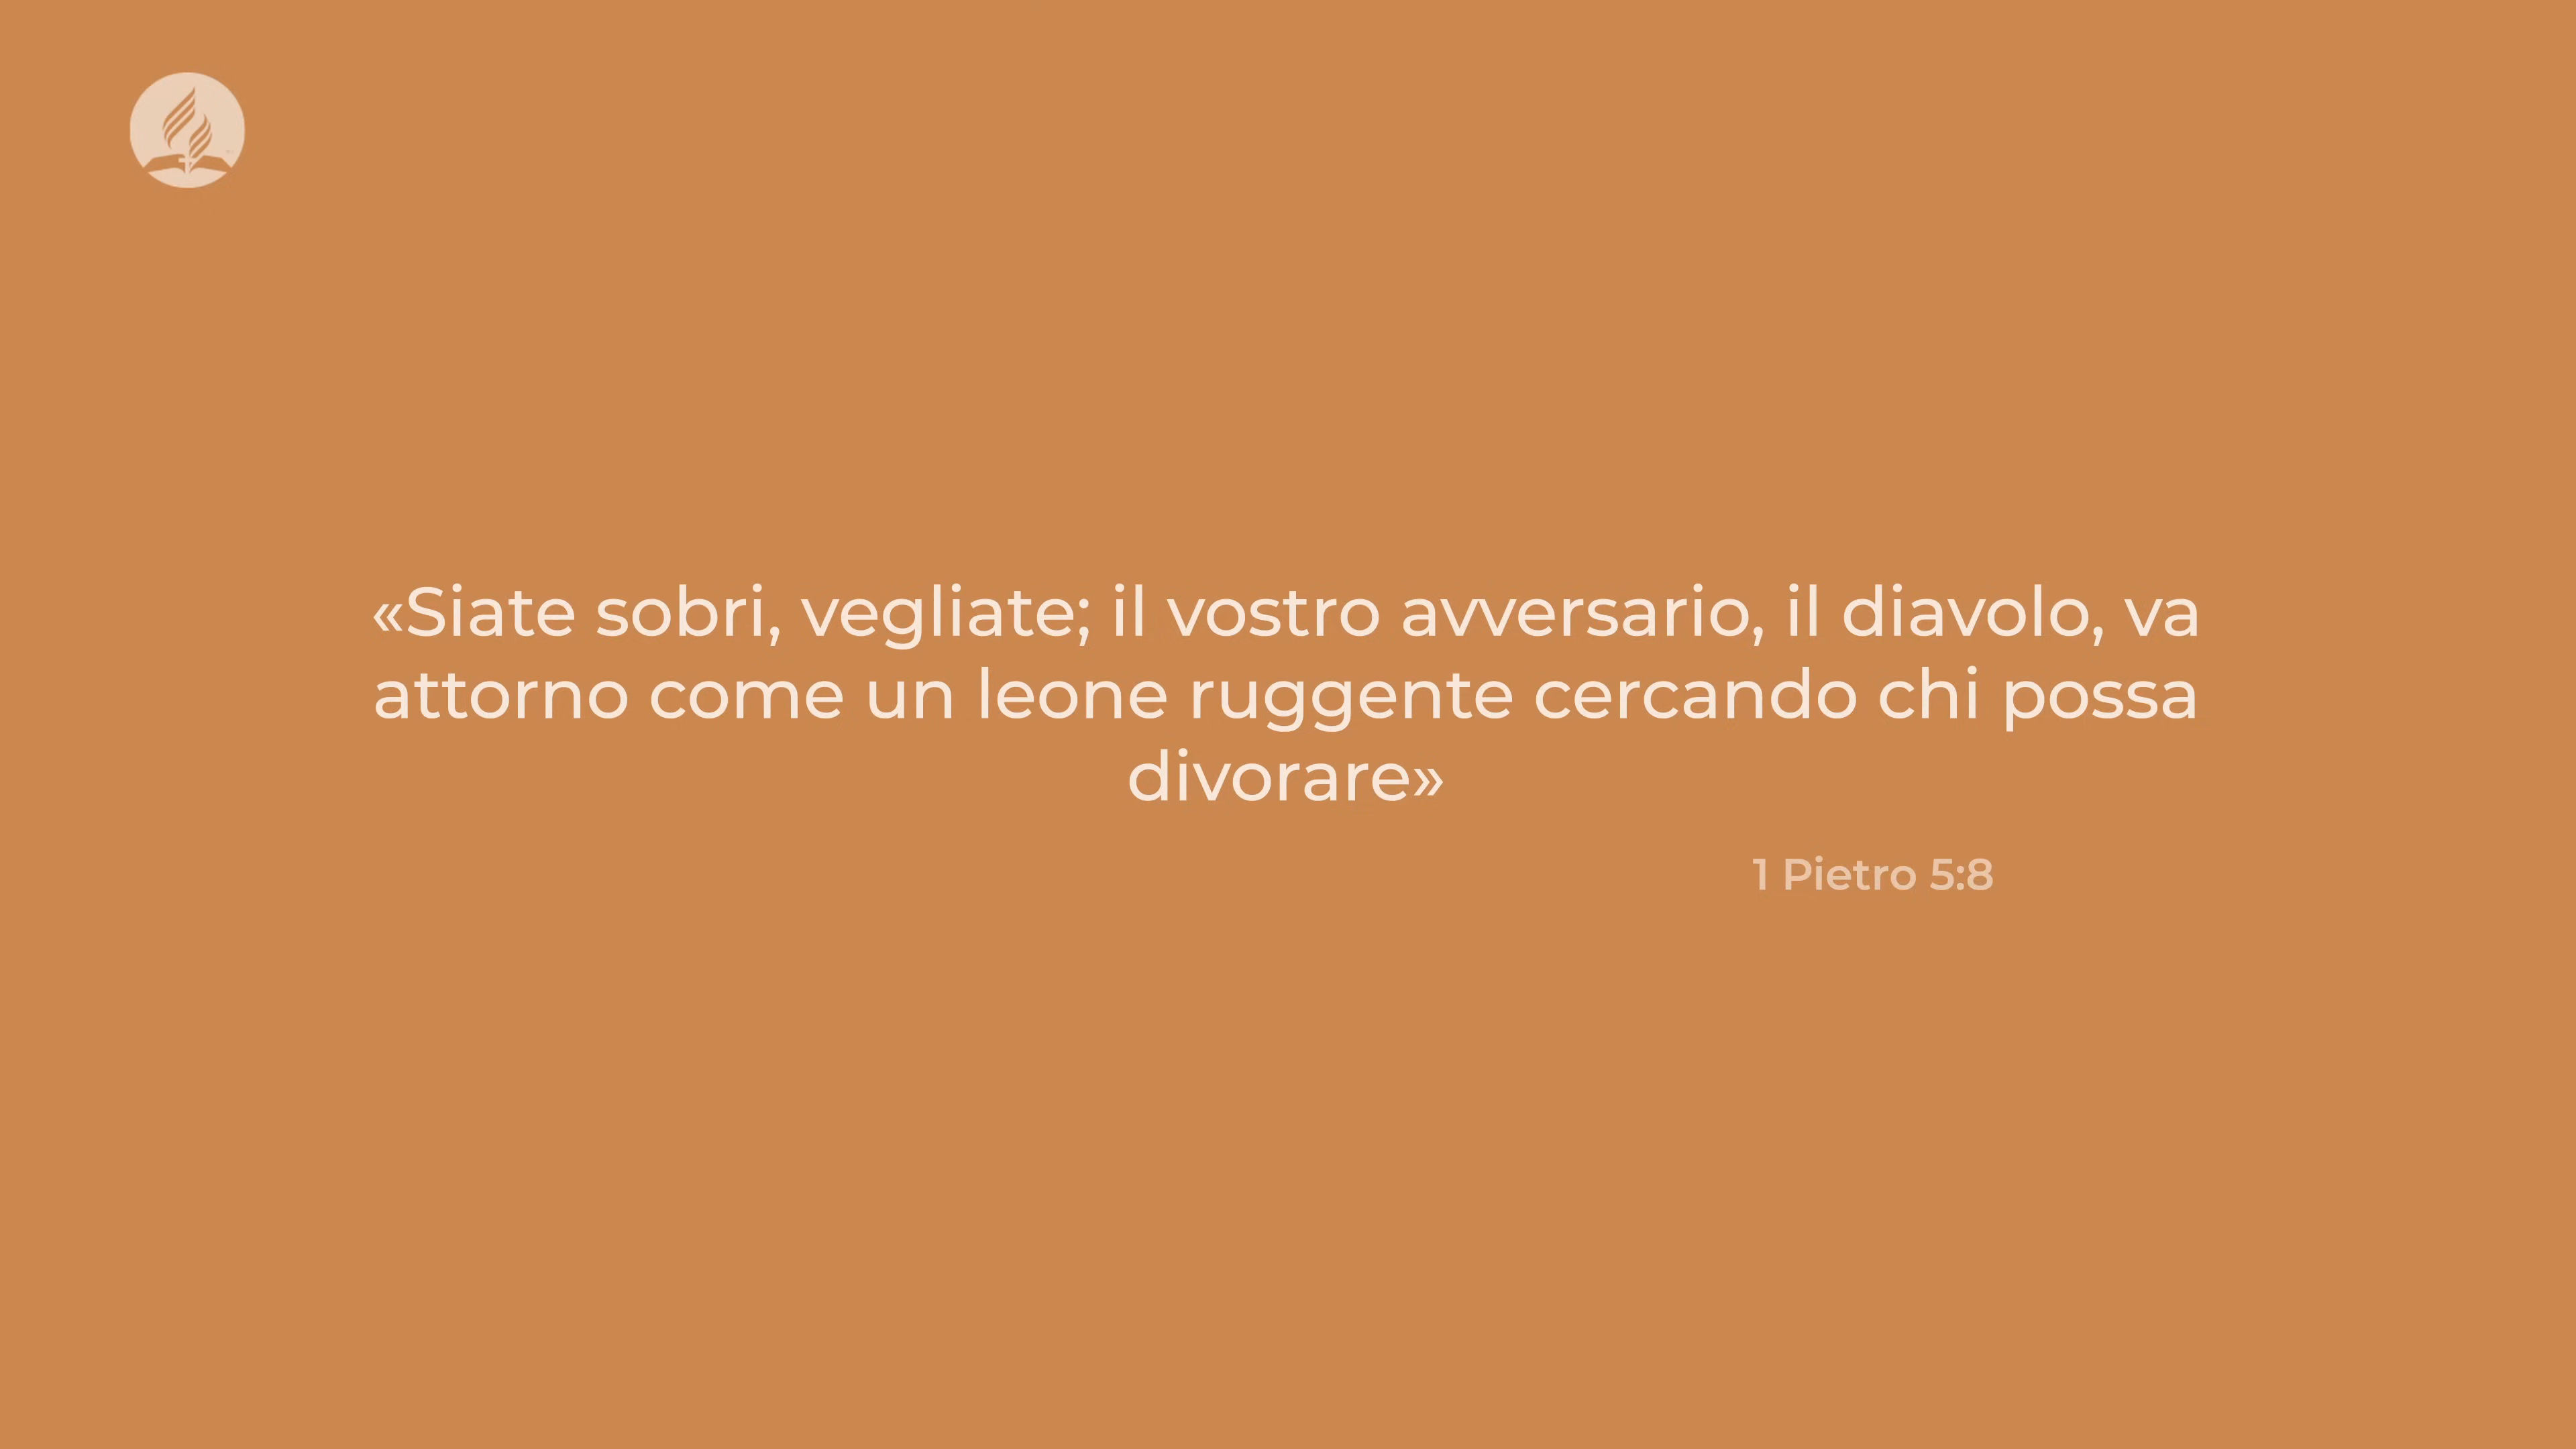 «Siate sobri, vegliate; il vostro avversario, il diavolo, va
attorno come un leone ruggente cercando chi possa
divorare»
1 Pietro 5:8